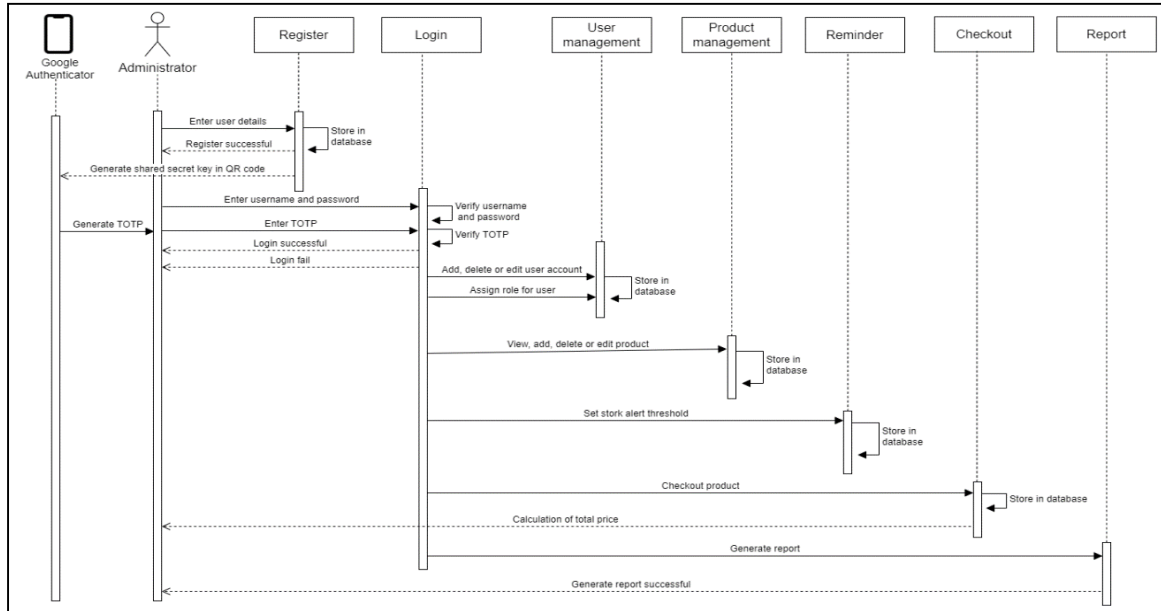 Google
Authenticator
Administrator
Register
Login
User
management
Product
management
Reminder
Checkout
Report
Enter user details
Store in
database
Register successful
Generate shared secret key in QR code
Enter username and password
Verify username
and password
Generate TOTP
Enter TOTP
Verify TOTP
Login successful
Login fail
Add, delete or edit user account
Store in
database
Assign role for user
View, add, delete or edit product
Store in
database
Set stork alert threshold
Store in
database
Checkout product
Store in database
Calculation of total price
Generate report
Generate report successful